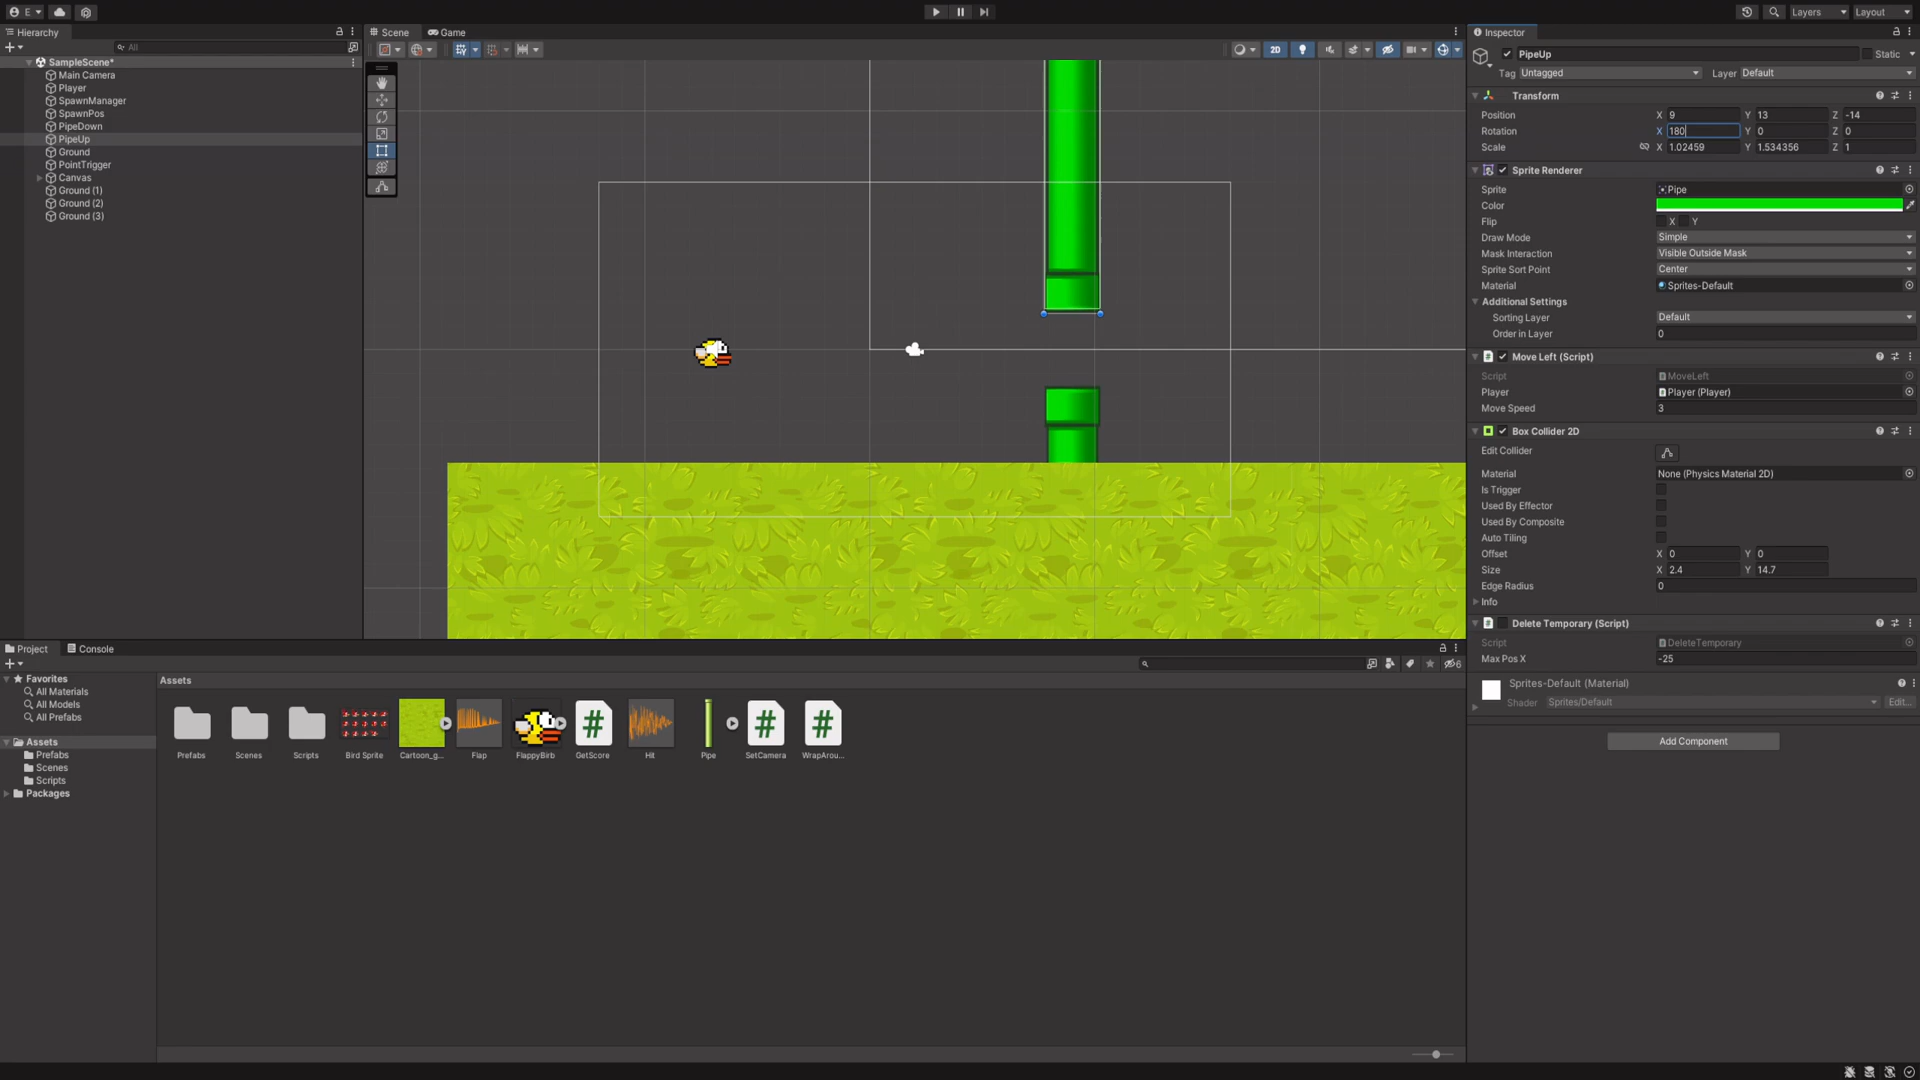 E
Layers
Layout
Hierarchy
All
SampleScene*
Main Camera
Player
SpawnManager
SpawnPos
PipeDown
PipeUp
Ground
PointTrigger
Canvas
Ground (1)
Ground (2)
Ground (3)
Scene
Game
2D
Inspector
PipeUp
Static
Tag Untagged Layer Default
Transform
Position X 9 Y 13 Z -14
Rotation X 180 Y 0 Z 0
Scale X 1.02459 Y 1.534356 Z 1
Sprite Renderer
Sprite Pipe
Color
Flip X Y
Draw Mode Simple
Mask Interaction Visible Outside Mask
Sprite Sort Point Center
Material Sprites-Default
Additional Settings
Sorting Layer Default
Order in Layer 0
Move Left (Script)
Script MoveLeft
Player Player (Player)
Move Speed 3
Box Collider 2D
Edit Collider
Material None (Physics Material 2D)
Is Trigger
Used By Effector
Used By Composite
Auto Tiling
Offset X 0 Y 0
Size X 2.4 Y 14.7
Edge Radius 0
Info
Delete Temporary (Script)
Script DeleteTemporary
Max Pos X -25
Sprites-Default (Material)
Shader Sprites/Default Edit...
Add Component
Project
Console
6
Favorites
All Materials
All Models
All Prefabs
Assets
Prefabs
Scenes
Scripts
Packages
Assets
Prefabs
Scenes
Scripts
Bird Sprite
Cartoon_g...
Flap
FlappyBirb
GetScore
Hit
Pipe
SetCamera
WrapArou...